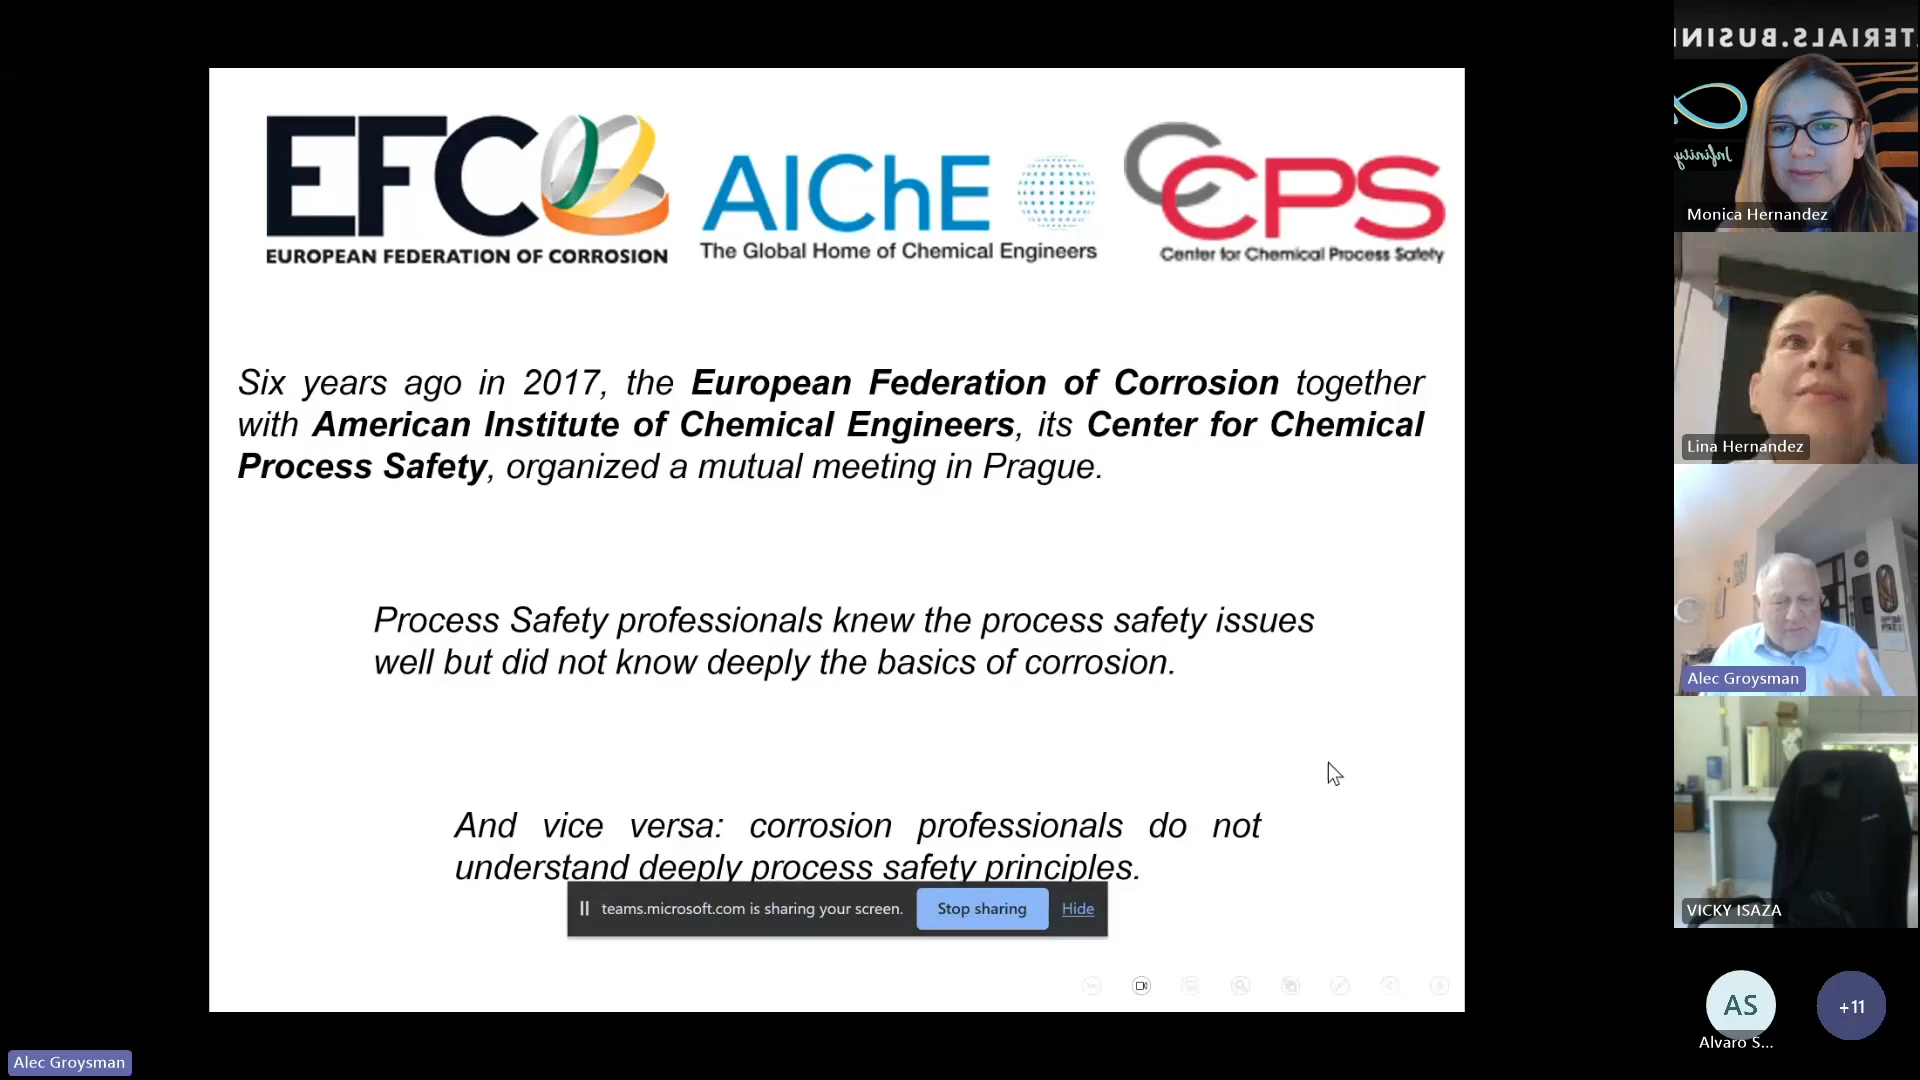 EFC
EUROPEAN FEDERATION OF CORROSION
AIChE
The Global Home of Chemical Engineers
CCPS
Center for Chemical Process Safety
Six years ago in 2017, the European Federation of Corrosion together
with American Institute of Chemical Engineers, its Center for Chemical
Process Safety, organized a mutual meeting in Prague.
Process Safety professionals knew the process safety issues
well but did not know deeply the basics of corrosion.
And vice versa: corrosion professionals do not
understand deeply process safety principles.
teams.microsoft.com is sharing your screen.
Stop sharing
Hide
TERIALS.BUSINE
Infinity
Monica Hernandez
Lina Hernandez
Alec Groysman
VICKY ISAZA
AS
Alvaro S...
+11
Alec Groysman